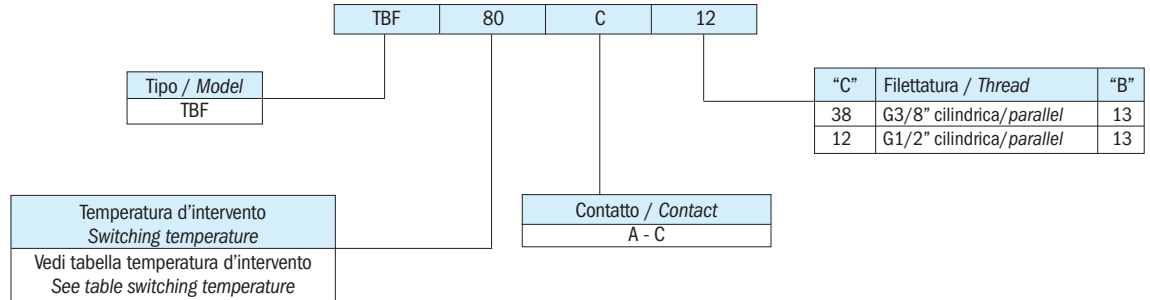 TBF 80 C 12
Tipo / Model
TBF
"C" Filettatura / Thread "B"
38 G3/8” cilindrica/parallel 13
12 G1/2” cilindrica/parallel 13
Temperatura d’intervento
Switching temperature
Vedi tabella temperatura d’intervento
See table switching temperature
Contatto / Contact
A - C